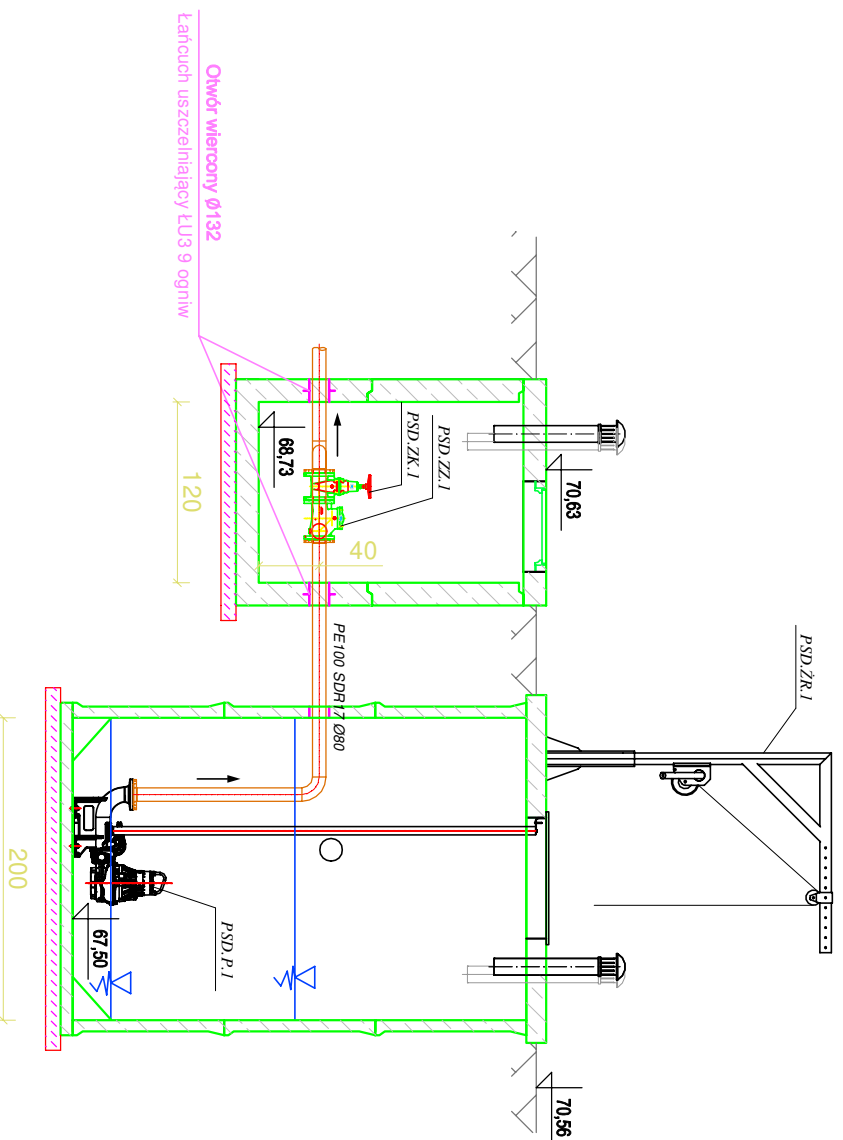 PSD.ŻR.1
Otwór wiercony Ø132
Łańcuch uszczelniający ŁU3 9 ogniw
PSD.ZZ.1
PSD.ZK.1
70,63
68,73
120
40
PE100 SDR17 Ø80
PSD.P.1
67,50
200
70,56